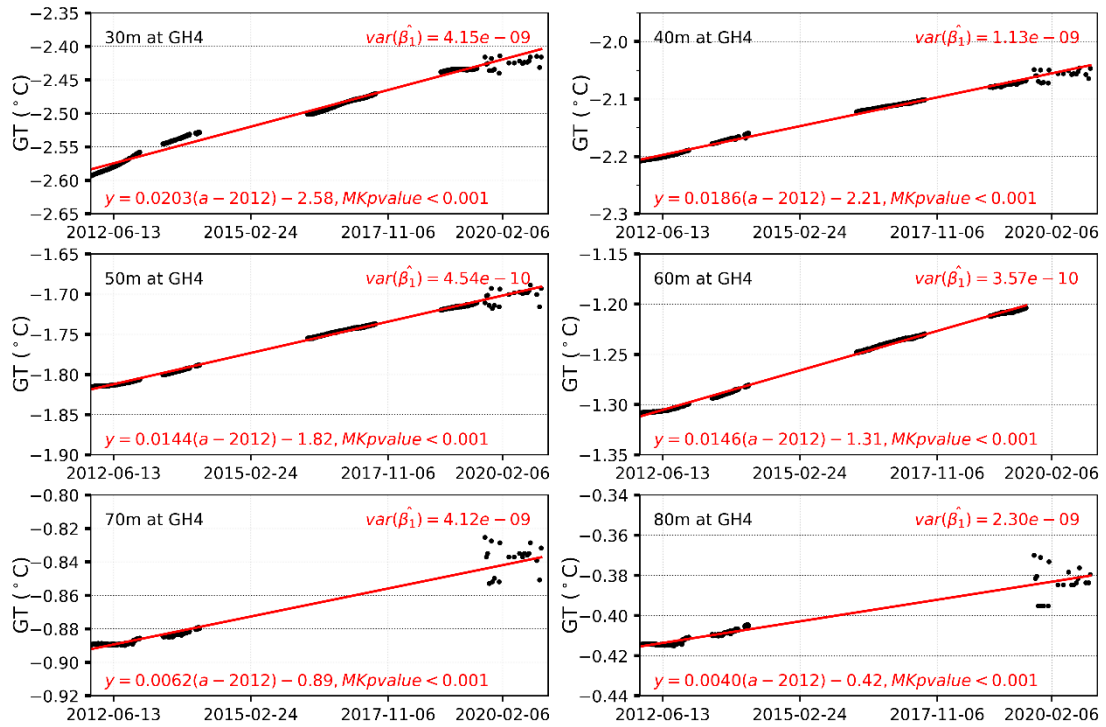 −2.35
−2.40
−2.45
−2.50
−2.55
−2.60
−2.65
GT (°C)
30m at GH4
var(β̂₁) = 4.15e − 09
y = 0.0203(a − 2012) − 2.58, MKpvalue < 0.001
2012-06-13 2015-02-24 2017-11-06 2020-02-06
−2.0
−2.1
−2.2
−2.3
GT (°C)
40m at GH4
var(β̂₁) = 1.13e − 09
y = 0.0186(a − 2012) − 2.21, MKpvalue < 0.001
2012-06-13 2015-02-24 2017-11-06 2020-02-06
−1.65
−1.70
−1.75
−1.80
−1.85
−1.90
GT (°C)
50m at GH4
var(β̂₁) = 4.54e − 10
y = 0.0144(a − 2012) − 1.82, MKpvalue < 0.001
2012-06-13 2015-02-24 2017-11-06 2020-02-06
−1.15
−1.20
−1.25
−1.30
−1.35
GT (°C)
60m at GH4
var(β̂₁) = 3.57e − 10
y = 0.0146(a − 2012) − 1.31, MKpvalue < 0.001
2012-06-13 2015-02-24 2017-11-06 2020-02-06
−0.80
−0.82
−0.84
−0.86
−0.88
−0.90
−0.92
GT (°C)
70m at GH4
var(β̂₁) = 4.12e − 09
y = 0.0062(a − 2012) − 0.89, MKpvalue < 0.001
2012-06-13 2015-02-24 2017-11-06 2020-02-06
−0.34
−0.36
−0.38
−0.40
−0.42
−0.44
GT (°C)
80m at GH4
var(β̂₁) = 2.30e − 09
y = 0.0040(a − 2012) − 0.42, MKpvalue < 0.001
2012-06-13 2015-02-24 2017-11-06 2020-02-06